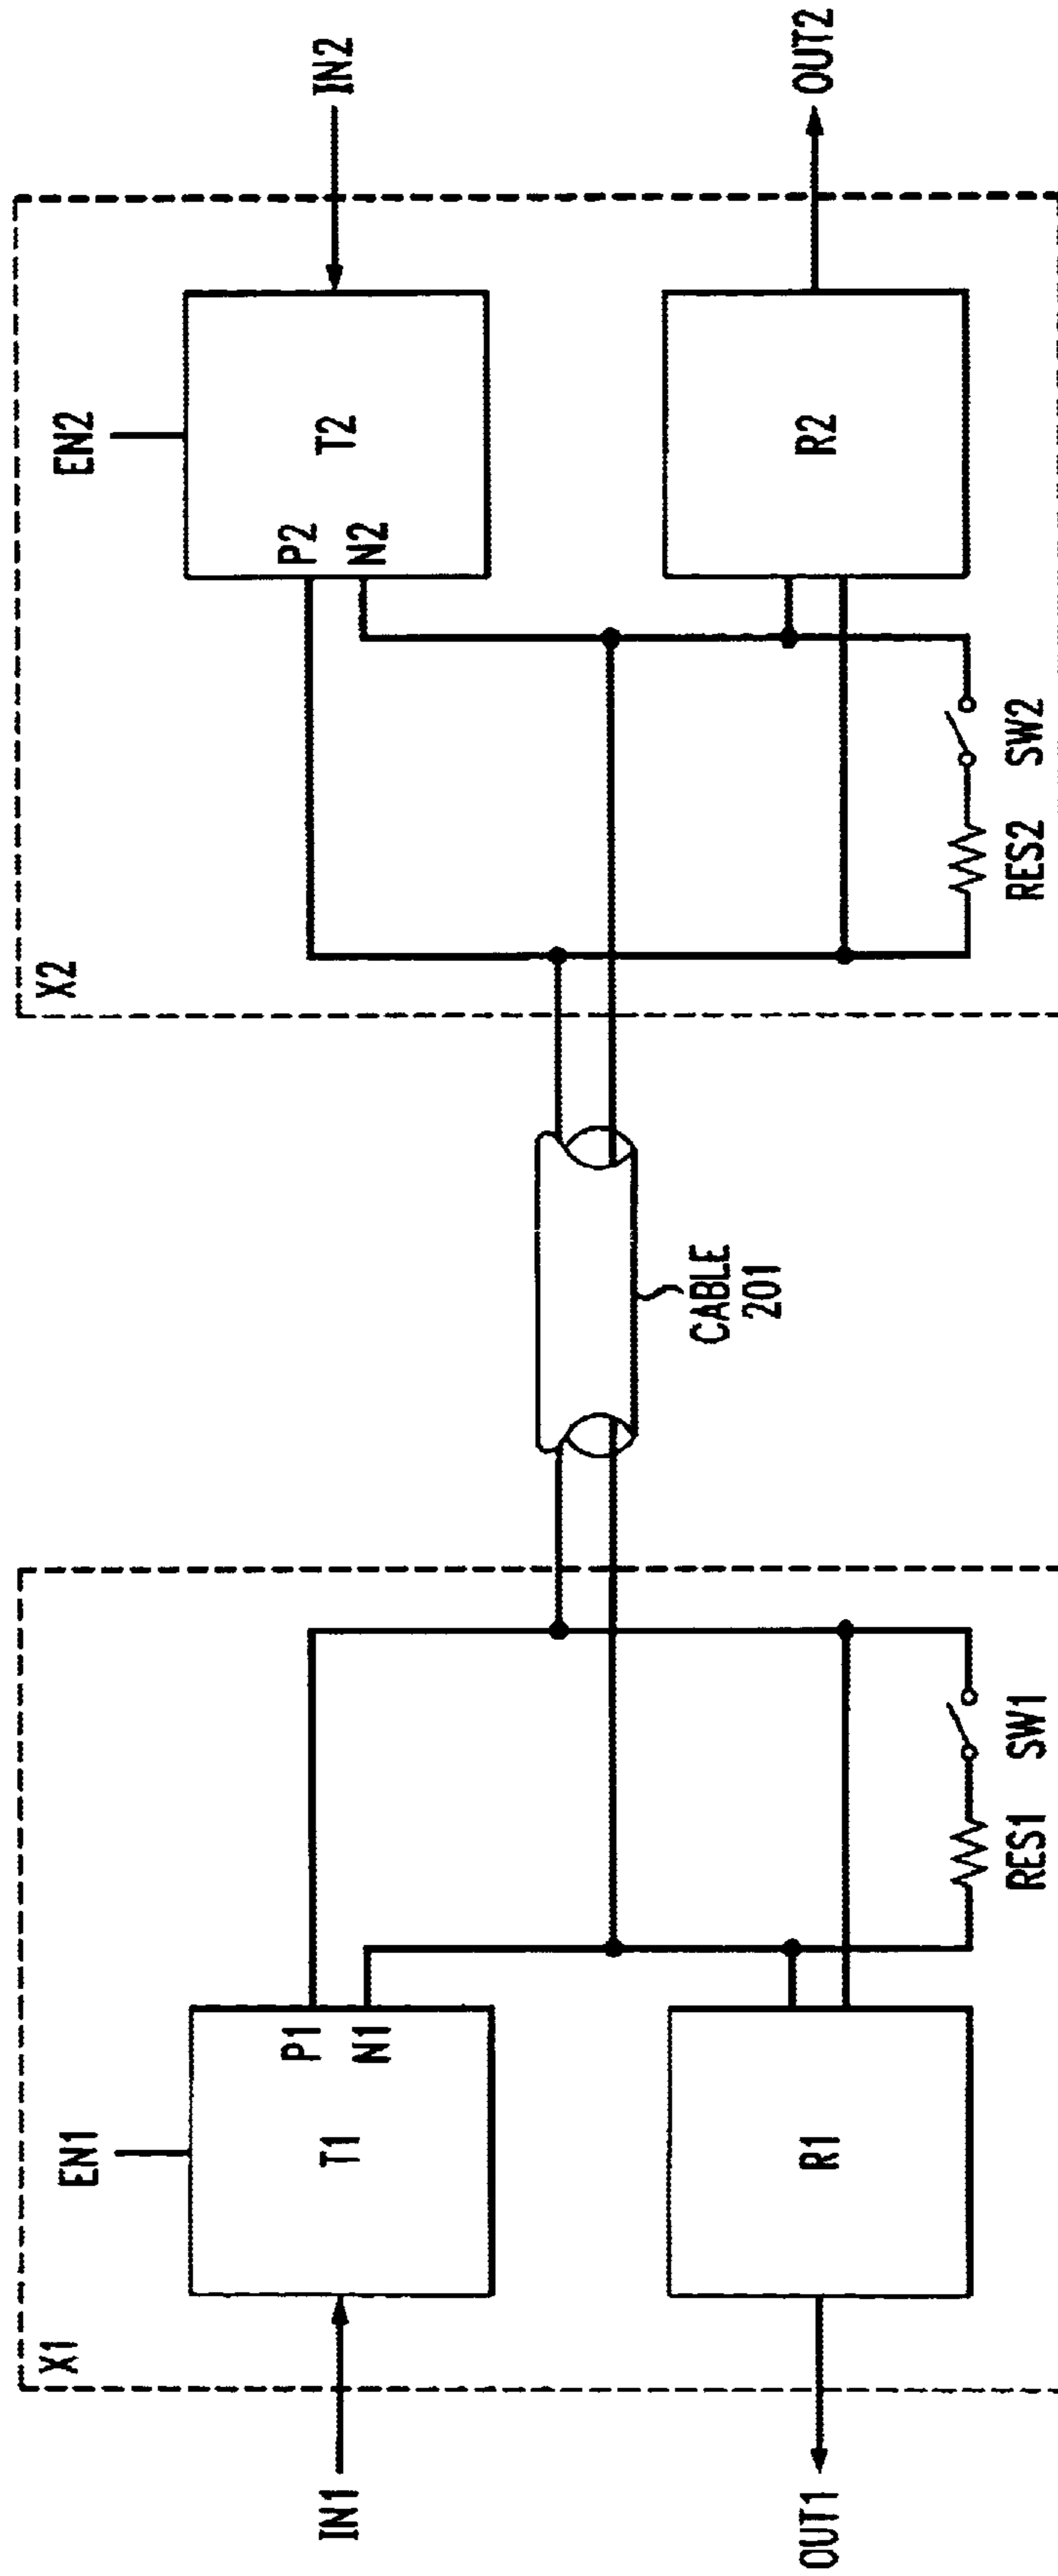 X1
EN1
IN1
T1
P1
N1
R1
OUT1
RES1 SW1
CABLE
201
X2
EN2
P2
N2
T2
IN2
R2
OUT2
RES2 SW2